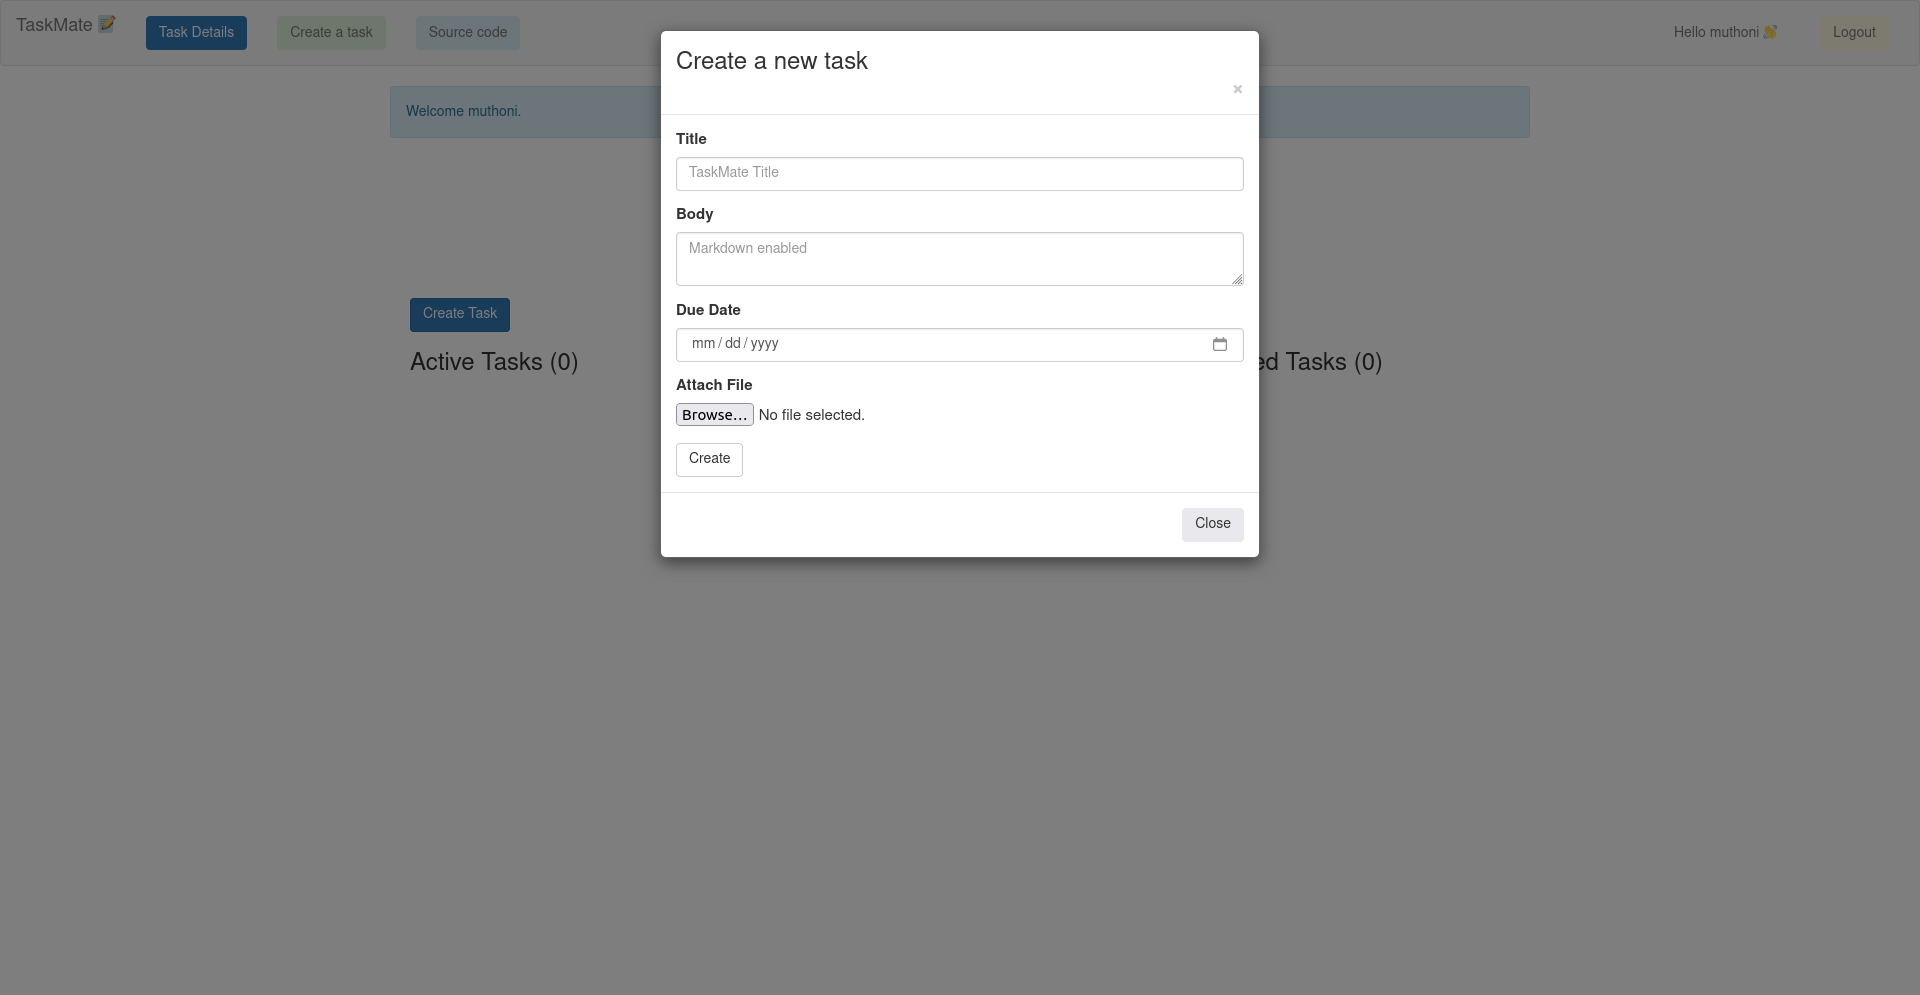 TaskMate 📝 Task Details Create a task Source code Hello muthoni 👋 Logout
Welcome muthoni.
Create Task
Active Tasks (0)
ed Tasks (0)
Create a new task
×
Title
TaskMate Title
Body
Markdown enabled
Due Date
mm / dd / yyyy
Attach File
Browse... No file selected.
Create
Close